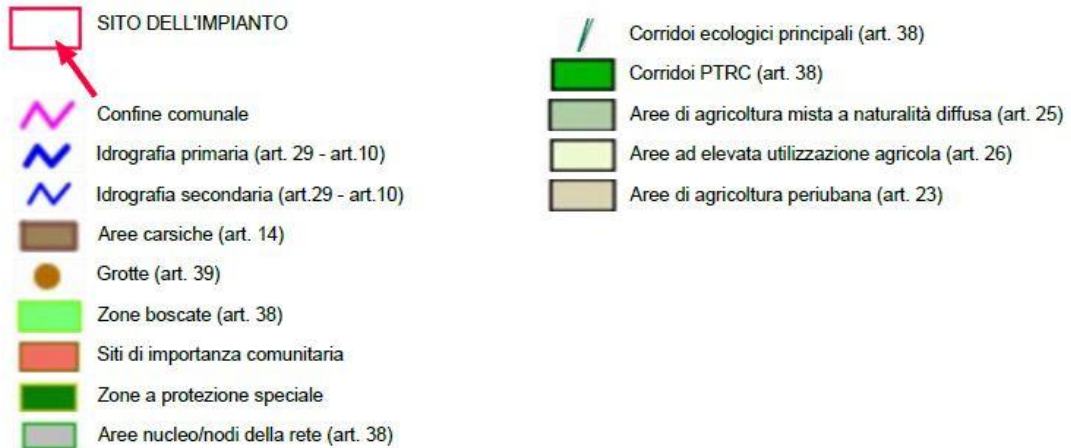 SITO DELL'IMPIANTO
Confine comunale
Idrografia primaria (art. 29 - art.10)
Idrografia secondaria (art.29 - art.10)
Aree carsiche (art. 14)
Grotte (art. 39)
Zone boscate (art. 38)
Siti di importanza comunitaria
Zone a protezione speciale
Aree nucleo/nodi della rete (art. 38)
Corridoi ecologici principali (art. 38)
Corridoi PTRC (art. 38)
Aree di agricoltura mista a naturalità diffusa (art. 25)
Aree ad elevata utilizzazione agricola (art. 26)
Aree di agricoltura periubana (art. 23)